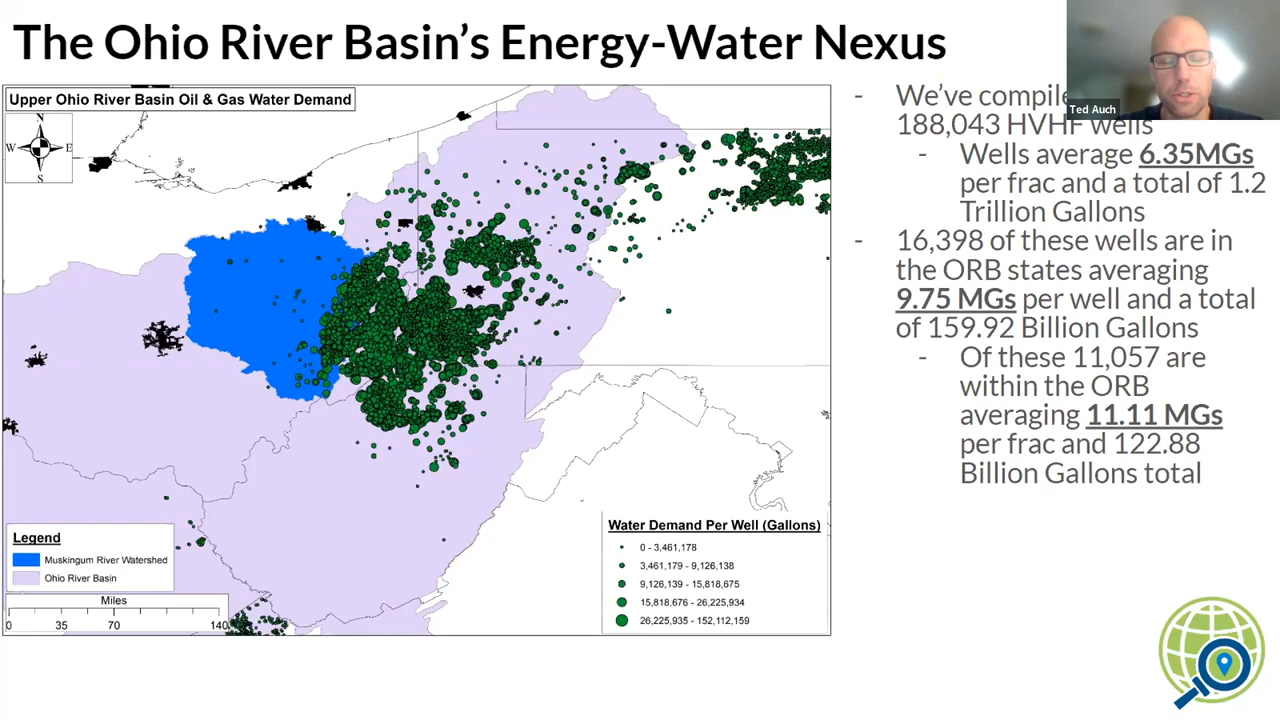 The Ohio River Basin's Energy-Water Nexus
Ted Auch
Upper Ohio River Basin Oil & Gas Water Demand
N
W
E
S
Legend
Muskingum River Watershed
Ohio River Basin
Miles
0 35 70 140
Water Demand Per Well (Gallons)
0 - 3,461,178
3,461,179 - 9,126,138
9,126,139 - 15,818,675
15,818,676 - 26,225,934
26,225,935 - 152,112,159
- We've compile
188,043 HVHF wells
- Wells average 6.35MGs
per frac and a total of 1.2
Trillion Gallons
- 16,398 of these wells are in
the ORB states averaging
9.75 MGs per well and a total
of 159.92 Billion Gallons
- Of these 11,057 are
within the ORB
averaging 11.11 MGs
per frac and 122.88
Billion Gallons total